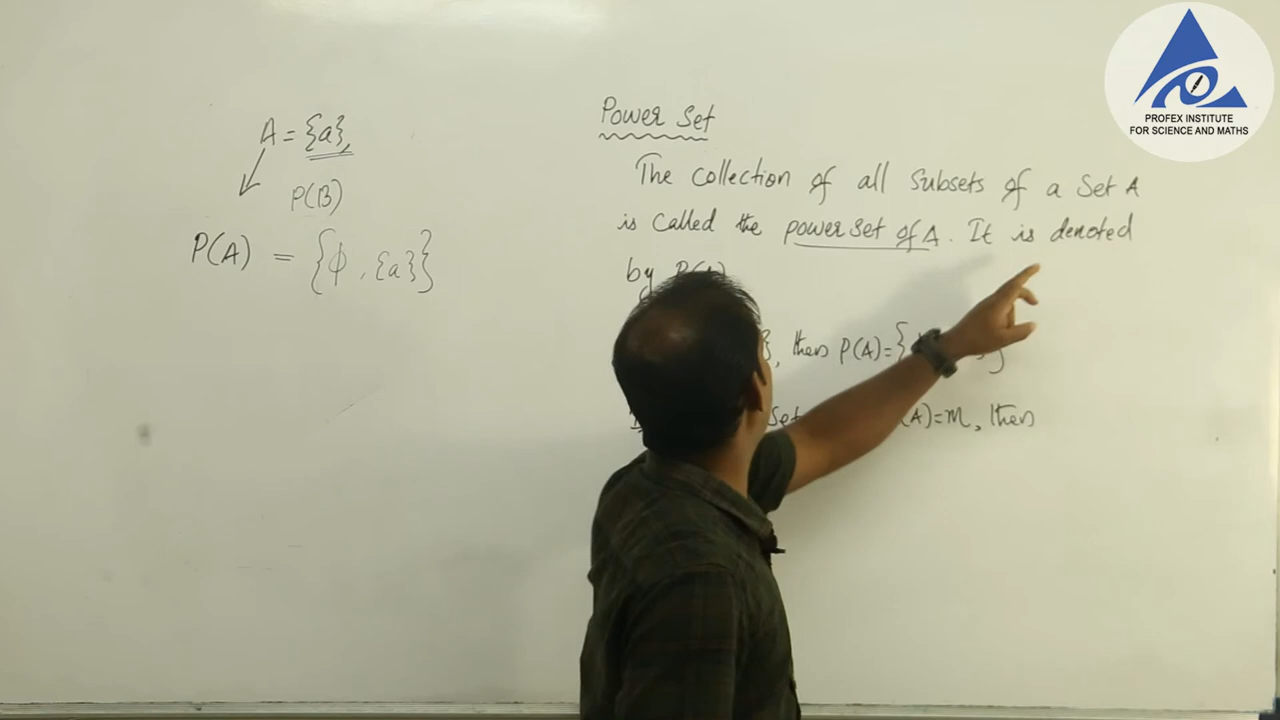 A = {a},
P(B)
P(A) = {φ, {a}}
Power Set
The collection of all subsets of a set A
is called the power set of A. It is denoted
by P(A)
}, then P(A)={
Set (A)=m, then
PROFEX INSTITUTE
FOR SCIENCE AND MATHS